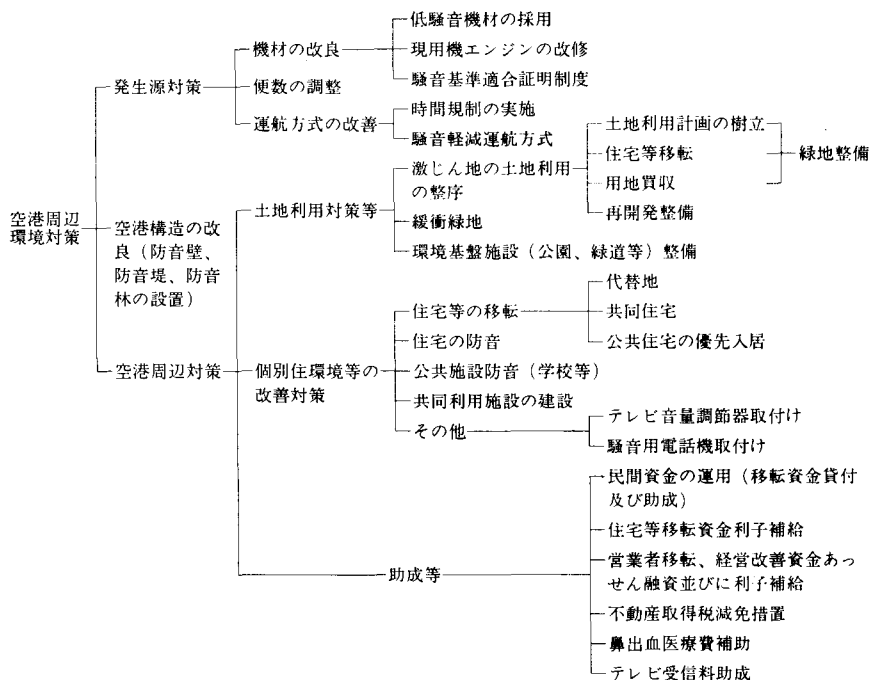 空港周辺
環境対策
発生源対策
機材の改良
低騒音機材の採用
現用機エンジンの改修
騒音基準適合証明制度
便数の調整
運航方式の改善
時間規制の実施
騒音軽減運航方式
空港構造の改
良（防音壁、
防音堤、防音
林の設置）
空港周辺対策
土地利用対策等
激じん地の土地利用
の整序
土地利用計画の樹立
住宅等移転
用地買収
緑地整備
再開発整備
緩衝緑地
環境基盤施設（公園、緑道等）整備
個別住環境等の
改善対策
住宅等の移転
代替地
共同住宅
公共住宅の優先入居
住宅の防音
公共施設防音（学校等）
共同利用施設の建設
その他
テレビ音量調節器取付け
騒音用電話機取付け
助成等
民間資金の運用（移転資金貸付
及び助成）
住宅等移転資金利子補給
営業者移転、経営改善資金あっ
せん融資並びに利子補給
不動産取得税減免措置
鼻出血医療費補助
テレビ受信料助成